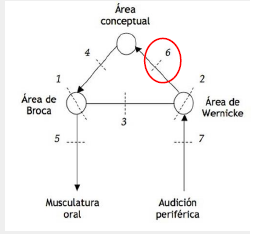 Área
conceptual
4
6
1
2
Área de
Broca
Área de
Wernicke
3
5
7
Musculatura
oral
Audición
periférica